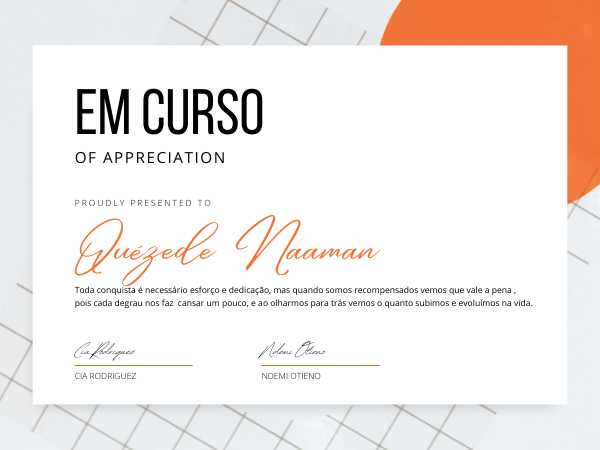 EM CURSO
OF APPRECIATION
PROUDLY PRESENTED TO
Quézede Naaman
Toda conquista é necessário esforço e dedicação, mas quando somos recompensados vemos que vale a pena ,
pois cada degrau nos faz cansar um pouco, e ao olharmos para trás vemos o quanto subimos e evoluímos na vida.
Cia Rodriguez Ndemi Otieno
CIA RODRIGUEZ NDEMI OTIENO